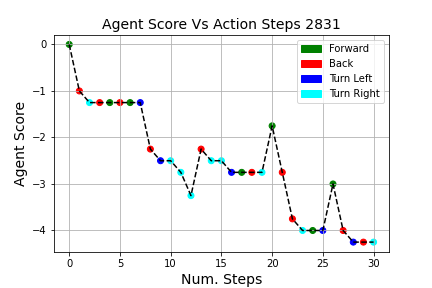 Agent Score Vs Action Steps 2831
Agent Score
0
−1
−2
−3
−4
Forward
Back
Turn Left
Turn Right
0 5 10 15 20 25 30
Num. Steps